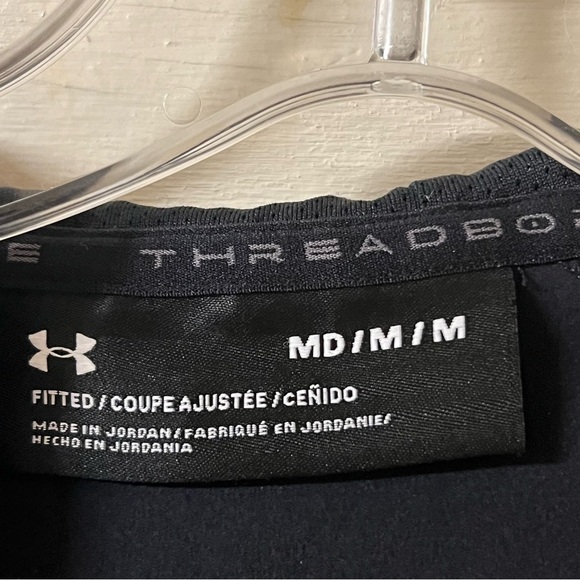 E THREADBO
MD/M/M
FITTED/COUPE AJUSTÉE/CEÑIDO
MADE IN JORDAN/FABRIQUÉ EN JORDANIE/
HECHO EN JORDANIA